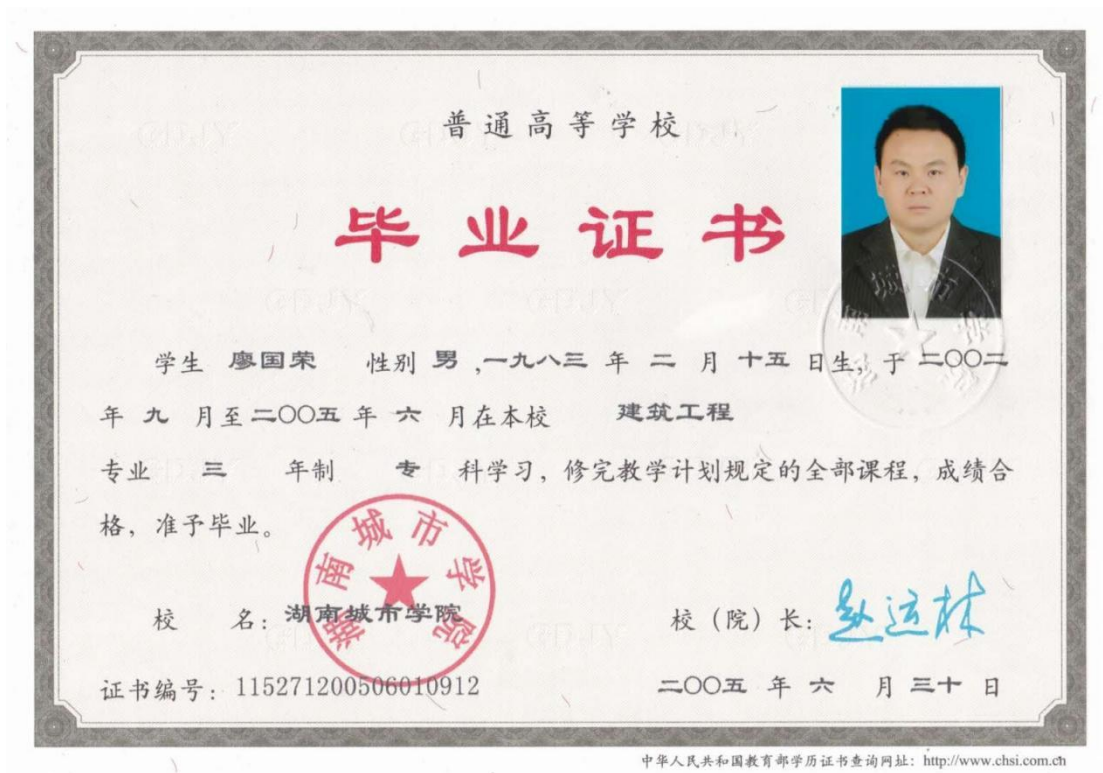 普通高等学校
毕业证书
学生 廖国荣 性别 男 ,一九八三 年 二 月 十五 日生, 于 二〇〇二
年 九 月至 二〇〇五 年 六 月在本校 建筑工程
专业 三 年制 专 科学习, 修完教学计划规定的全部课程, 成绩合
格, 准予毕业。
湖南城市学院
校 名: 湖南城市学院
校 (院) 长: 赵运林
证书编号: 115271200506010912
二〇〇五 年 六 月 三十 日
中华人民共和国教育部学历证书查询网址: http://www.chsi.com.cn